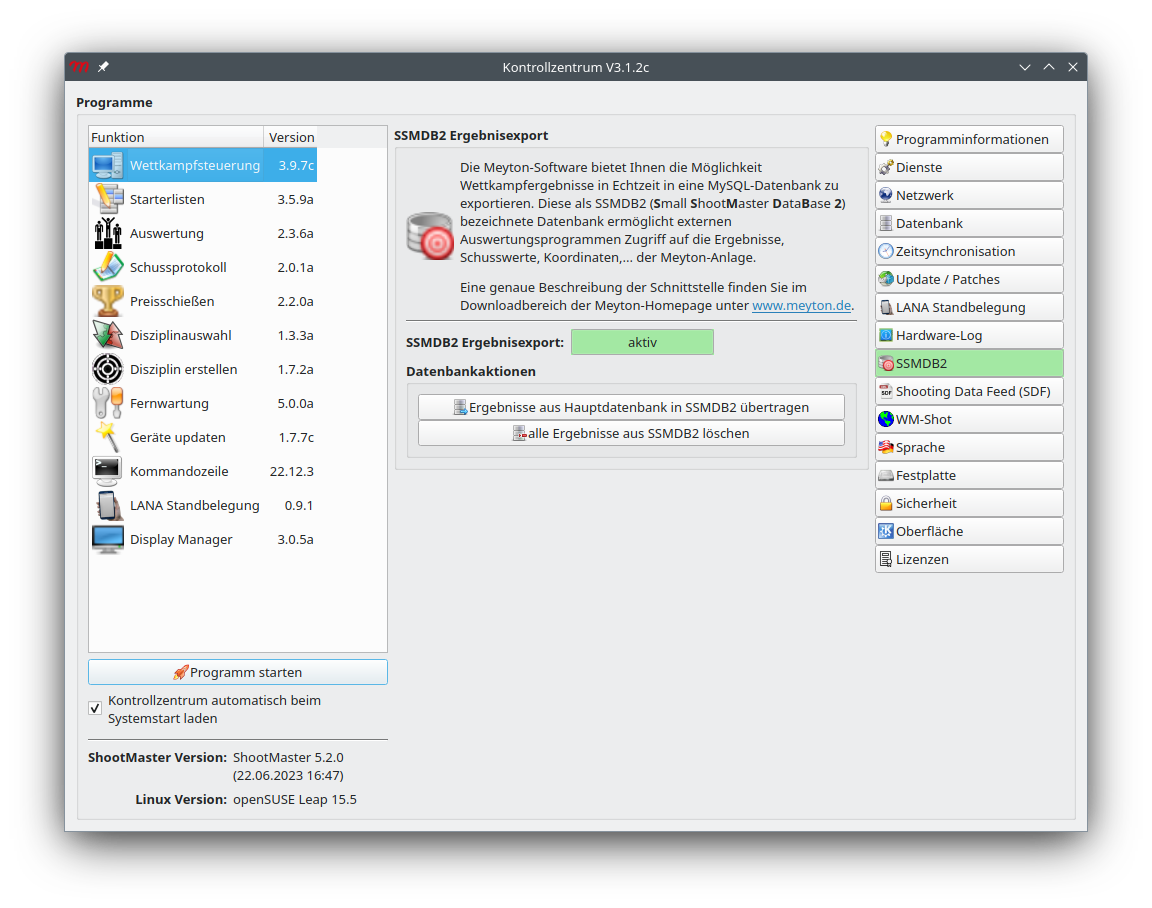 Kontrollzentrum V3.1.2c
Programme
Funktion Version
Wettkampfsteuerung 3.9.7c
Starterlisten 3.5.9a
Auswertung 2.3.6a
Schussprotokoll 2.0.1a
Preisschießen 2.2.0a
Disziplinauswahl 1.3.3a
Disziplin erstellen 1.7.2a
Fernwartung 5.0.0a
Geräte updaten 1.7.7c
Kommandozeile 22.12.3
LANA Standbelegung 0.9.1
Display Manager 3.0.5a
Programm starten
Kontrollzentrum automatisch beim
Systemstart laden
ShootMaster Version: ShootMaster 5.2.0
(22.06.2023 16:47)
Linux Version: openSUSE Leap 15.5
SSMDB2 Ergebnisexport
Die Meyton-Software bietet Ihnen die Möglichkeit
Wettkampfergebnisse in Echtzeit in eine MySQL-Datenbank zu
exportieren. Diese als SSMDB2 (Small ShootMaster DataBase 2)
bezeichnete Datenbank ermöglicht externen
Auswertungsprogrammen Zugriff auf die Ergebnisse,
Schusswerte, Koordinaten,... der Meyton-Anlage.
Eine genaue Beschreibung der Schnittstelle finden Sie im
Downloadbereich der Meyton-Homepage unter www.meyton.de.
SSMDB2 Ergebnisexport: aktiv
Datenbankaktionen
Ergebnisse aus Hauptdatenbank in SSMDB2 übertragen
alle Ergebnisse aus SSMDB2 löschen
Programminformationen
Dienste
Netzwerk
Datenbank
Zeitsynchronisation
Update / Patches
LANA Standbelegung
Hardware-Log
SSMDB2
Shooting Data Feed (SDF)
WM-Shot
Sprache
Festplatte
Sicherheit
Oberfläche
Lizenzen